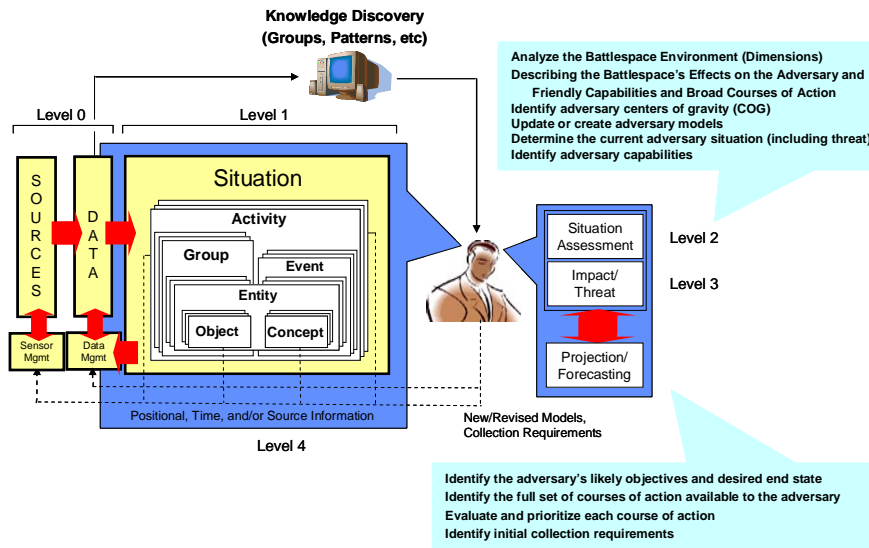 Knowledge Discovery
(Groups, Patterns, etc)
Analyze the Battlespace Environment (Dimensions)
Describing the Battlespace's Effects on the Adversary and
Friendly Capabilities and Broad Courses of Action
Identify adversary centers of gravity (COG)
Update or create adversary models
Determine the current adversary situation (including threat)
Identify adversary capabilities
Level 0
Level 1
SOURCES
DATA
Situation
Activity
Group
Event
Entity
Object
Concept
Sensor
Mgmt
Data
Mgmt
Positional, Time, and/or Source Information
Level 4
New/Revised Models,
Collection Requirements
Situation
Assessment
Level 2
Impact/
Threat
Level 3
Projection/
Forecasting
Identify the adversary's likely objectives and desired end state
Identify the full set of courses of action available to the adversary
Evaluate and prioritize each course of action
Identify initial collection requirements